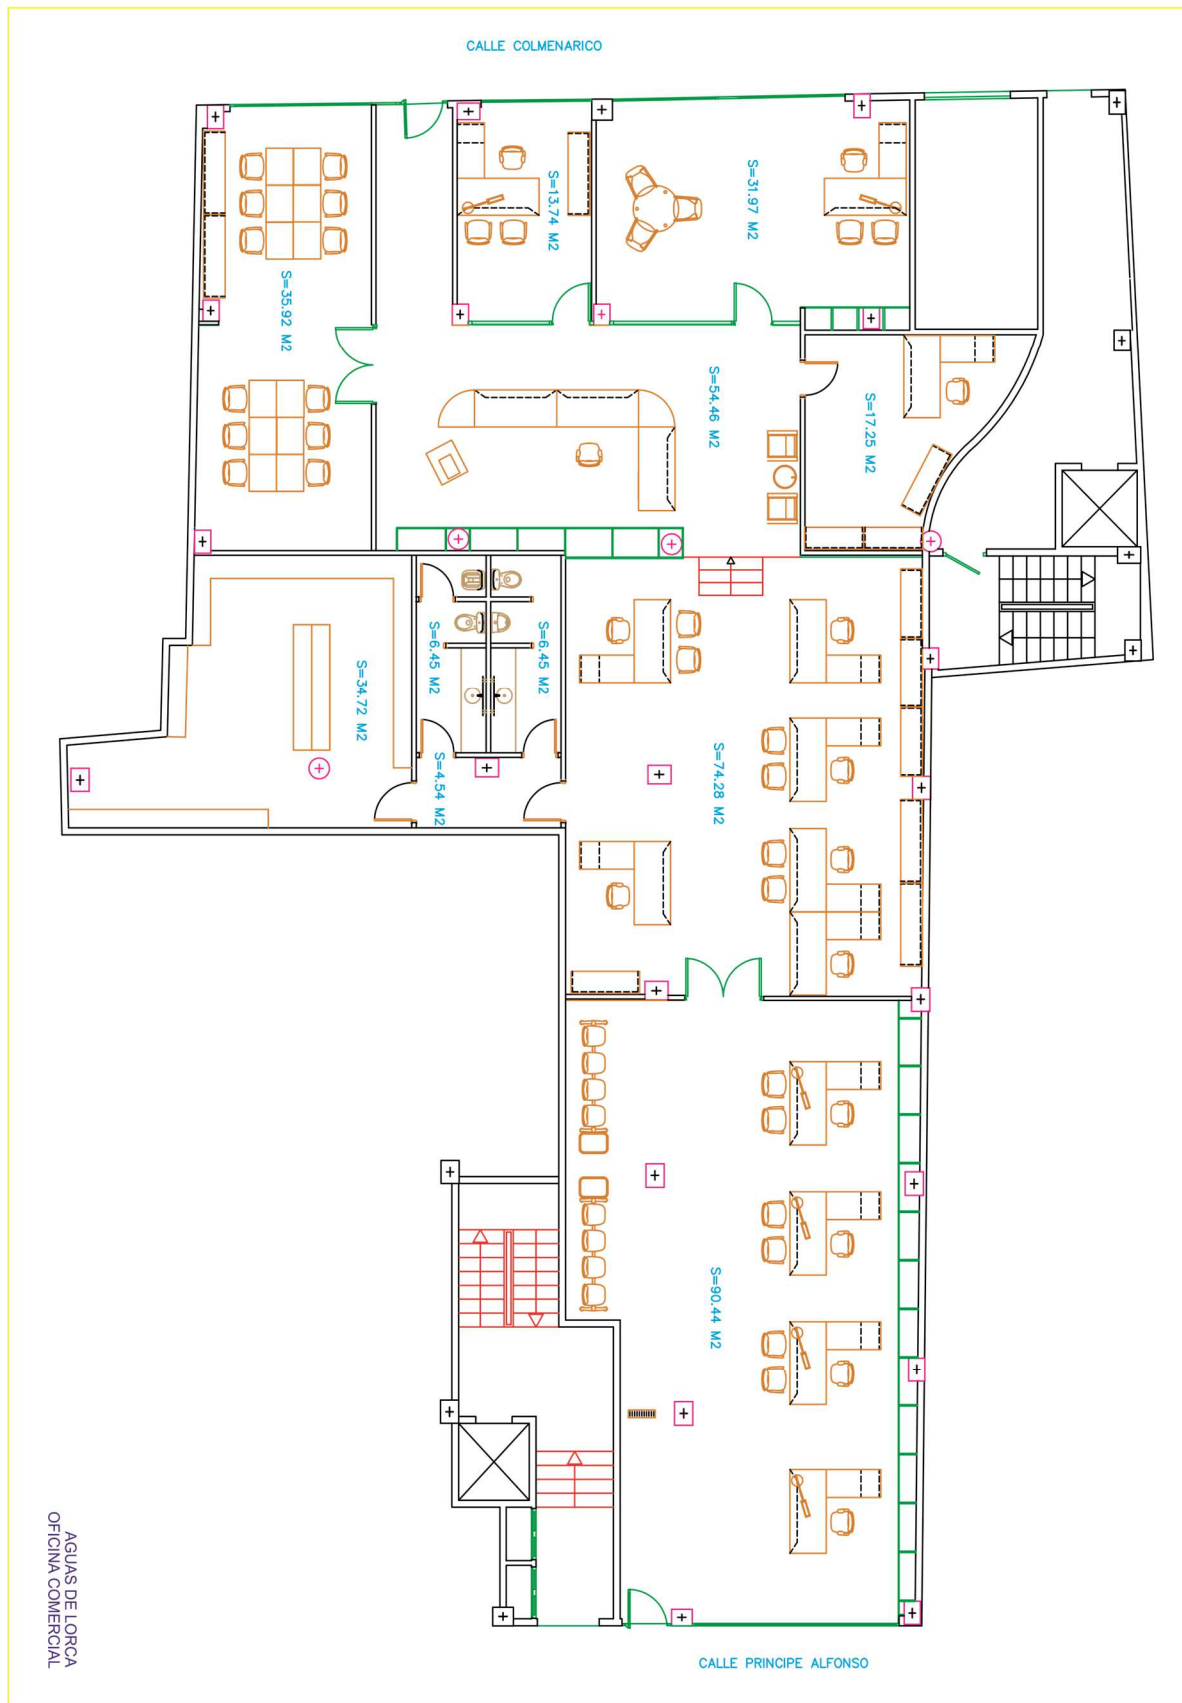 CALLE COLMENARICO
S=13.74 M2
S=31.97 M2
S=35.92 M2
S=54.46 M2
S=17.25 M2
S=6.45 M2
S=6.45 M2
S=34.72 M2
S=74.28 M2
S=4.54 M2
S=90.44 M2
AGUAS DE LORCA
OFICINA COMERCIAL
CALLE PRINCIPE ALFONSO